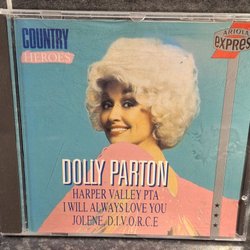 COUNTRY
HEROES
ARIOLA
EXPRESS
DOLLY PARTON
HARPER VALLEY PTA
I WILL ALWAYS LOVE YOU
JOLENE, D.I.V.O.R.C.E